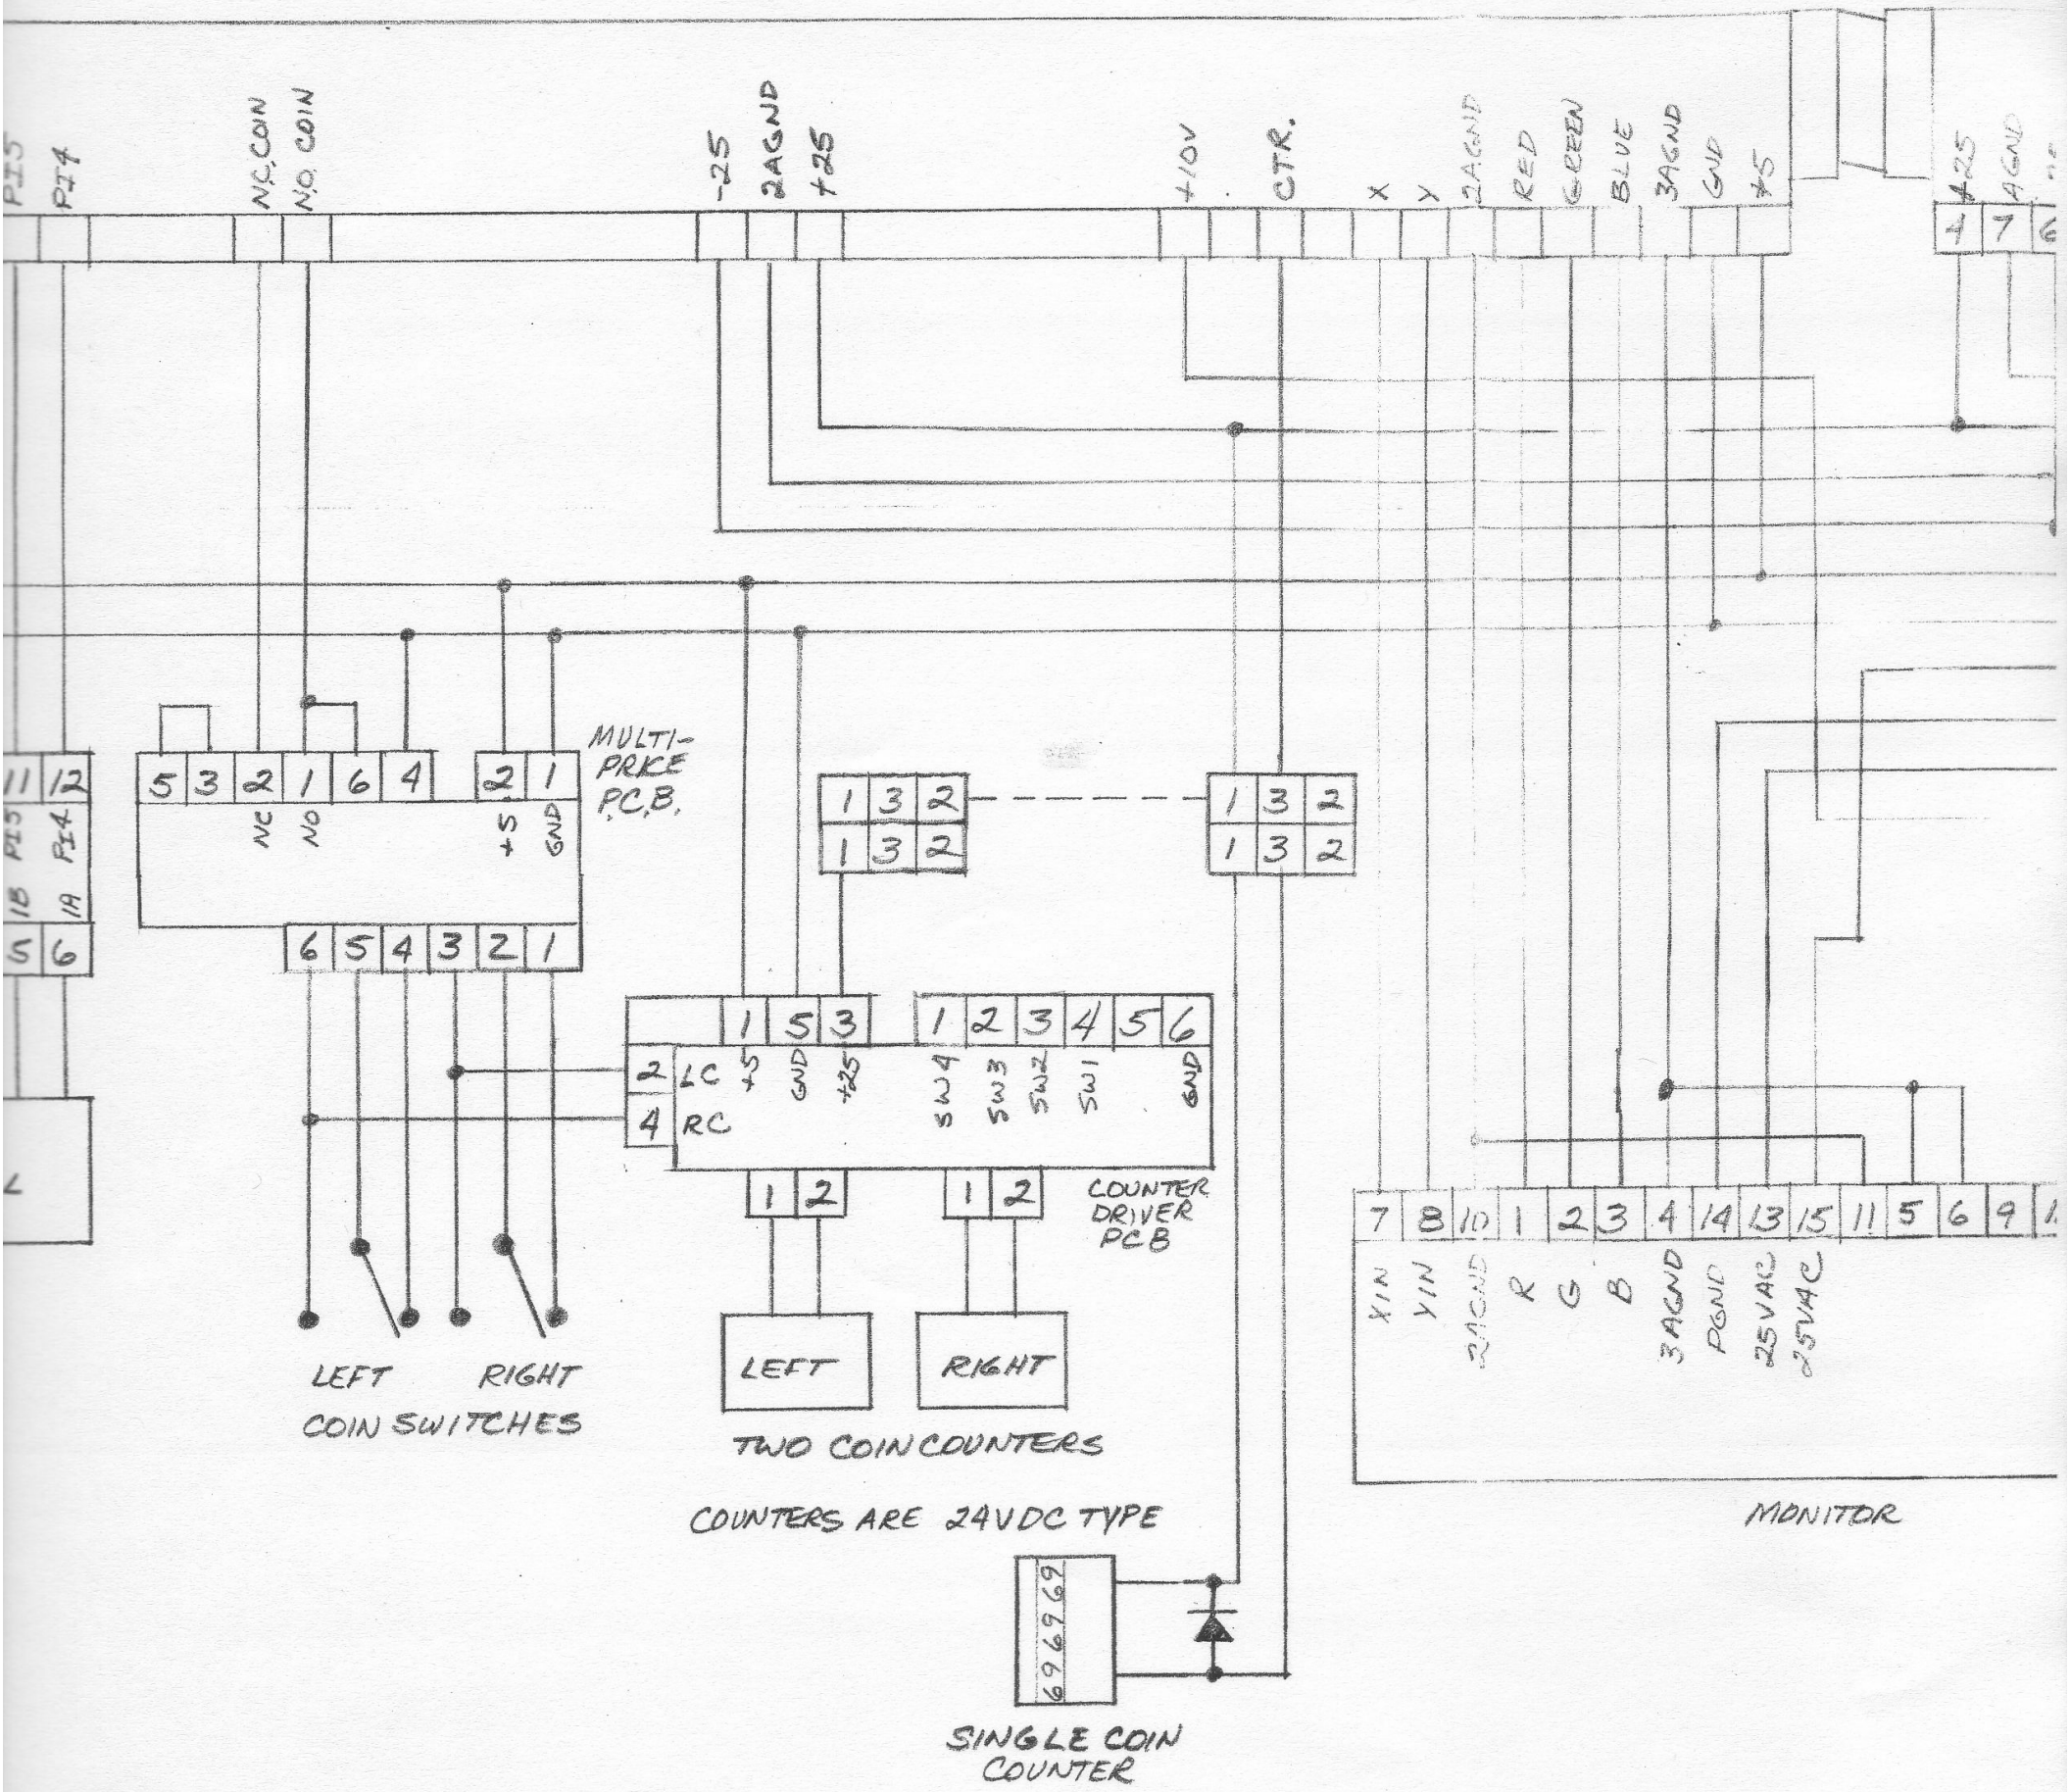 PI5
PI4
N.C. COIN
N.O. COIN
-25
2AGND
+25
+10V
CTR.
X
Y
2AGND
RED
GREEN
BLUE
3AGND
GND
+5
+25
AGND
4 7 6
MULTI-
PRICE
P.C.B.
11 12
5 3 2 1 6 4
2 1
PI5
PI4
NC
NO
+5
GND
1B
1A
5 6
6 5 4 3 2 1
1 3 2
1 3 2
1 3 2
1 3 2
1 5 3
1 2 3 4 5 6
2 LC
4 RC
+5
GND
+25
SW4
SW3
SW2
SW1
GND
L
1 2
1 2
COUNTER
DRIVER
PCB
7 8 10 1 2 3 4 14 13 15 11 5 6 9
XIN
YIN
2AGND
R
G
B
3AGND
PGND
25VAC
25VAC
LEFT RIGHT
COIN SWITCHES
LEFT
RIGHT
TWO COIN COUNTERS
COUNTERS ARE 24VDC TYPE
MONITOR
696969
SINGLE COIN
COUNTER